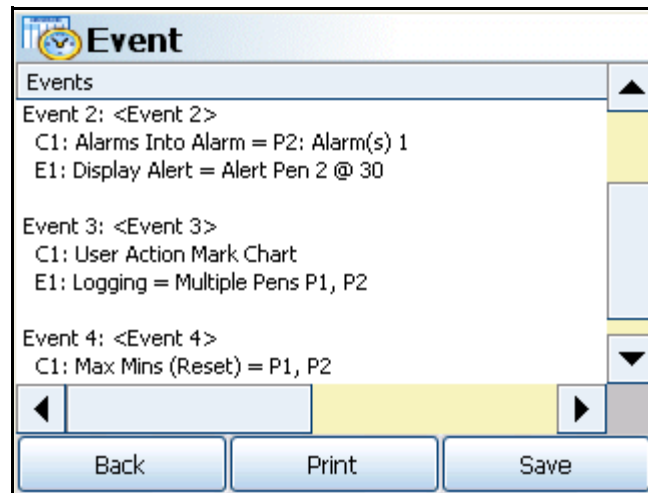 Event
Events
Event 2: <Event 2>
C1: Alarms Into Alarm = P2: Alarm(s) 1
E1: Display Alert = Alert Pen 2 @ 30
Event 3: <Event 3>
C1: User Action Mark Chart
E1: Logging = Multiple Pens P1, P2
Event 4: <Event 4>
C1: Max Mins (Reset) = P1, P2
Back Print Save